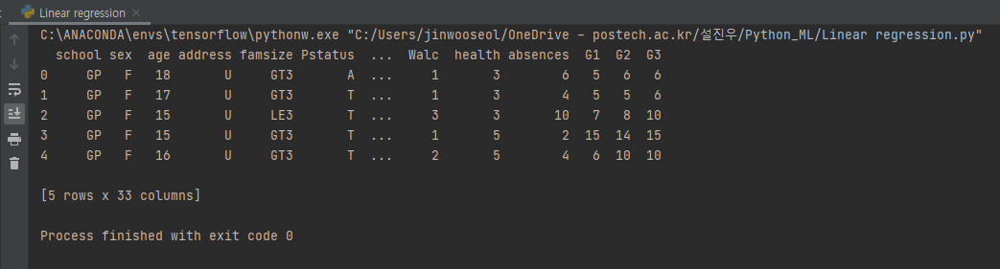 Linear regression
C:\ANACONDA\envs\tensorflow\pythonw.exe "C:/Users/jinwooseol/OneDrive - postech.ac.kr/설진우/Python_ML/Linear regression.py"
  school sex  age address famsize Pstatus  ...  Walc  health absences  G1  G2  G3
0     GP   F   18       U     GT3       A  ...     1       3        6   5   6   6
1     GP   F   17       U     GT3       T  ...     1       3        4   5   5   6
2     GP   F   15       U     LE3       T  ...     3       3       10   7   8  10
3     GP   F   15       U     GT3       T  ...     1       5        2  15  14  15
4     GP   F   16       U     GT3       T  ...     2       5        4   6  10  10
[5 rows x 33 columns]
Process finished with exit code 0